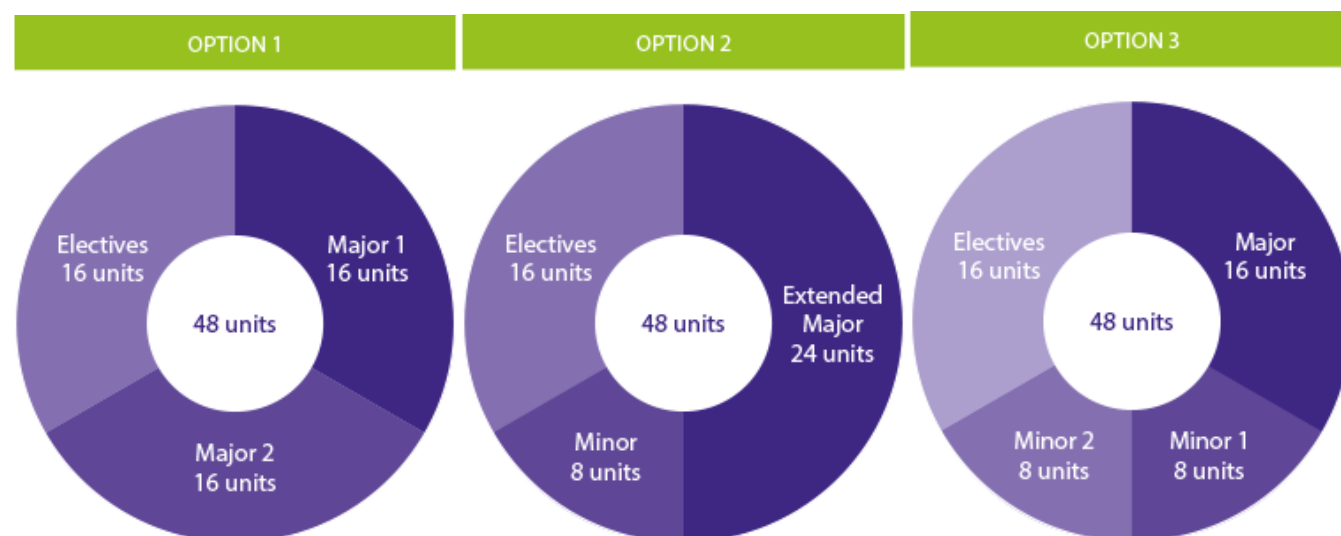 OPTION 1
Electives
16 units
Major 1
16 units
48 units
Major 2
16 units
OPTION 2
Electives
16 units
Extended
Major
24 units
48 units
Minor
8 units
OPTION 3
Electives
16 units
Major
16 units
48 units
Minor 2
8 units
Minor 1
8 units